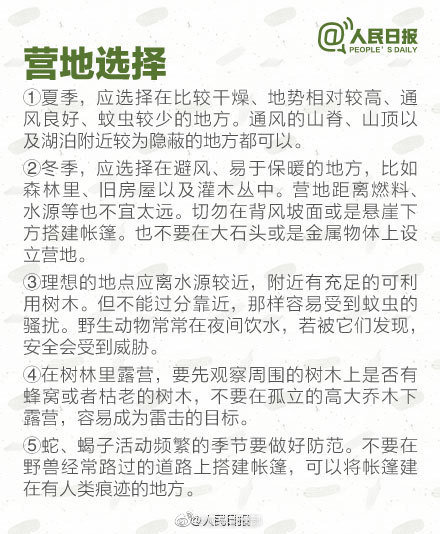 @人民日报
PEOPLE'S DAILY
营地选择
①夏季，应选择在比较干燥、地势相对较高、通
风良好、蚊虫较少的地方。通风的山脊、山顶以
及湖泊附近较为隐蔽的地方都可以。
②冬季，应选择在避风、易于保暖的地方，比如
森林里、旧房屋以及灌木丛中。营地距离燃料、
水源等也不宜太远。切勿在背风坡面或是悬崖下
方搭建帐篷。也不要在大石头或是金属物体上设
立营地。
③理想的地点应离水源较近，附近有充足的可利
用树木。但不能过分靠近，那样容易受到蚊虫的
骚扰。野生动物常常在夜间饮水，若被它们发现，
安全会受到威胁。
④在树林里露营，要先观察周围的树木上是否有
蜂窝或者枯老的树木，不要在孤立的高大乔木下
露营，容易成为雷击的目标。
⑤蛇、蝎子活动频繁的季节要做好防范。不要在
野兽经常路过的道路上搭建帐篷，可以将帐篷建
在有人类痕迹的地方。
@人民日报